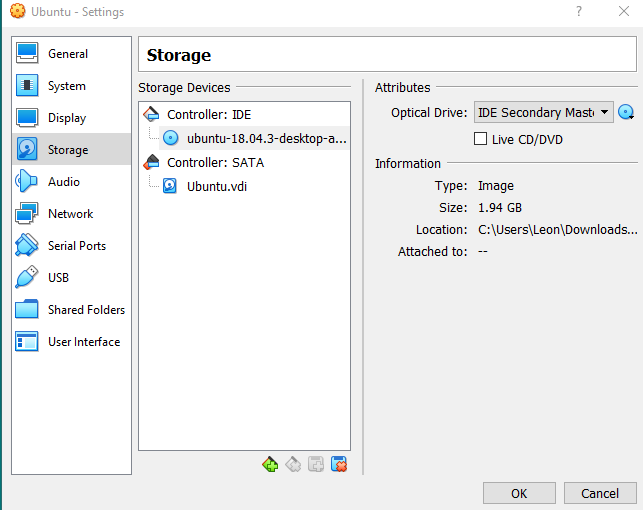 Ubuntu - Settings
?
General
System
Display
Storage
Audio
Network
Serial Ports
USB
Shared Folders
User Interface
Storage
Storage Devices
Controller: IDE
ubuntu-18.04.3-desktop-a...
Controller: SATA
Ubuntu.vdi
Attributes
Optical Drive: IDE Secondary Maste
Live CD/DVD
Information
Type: Image
Size: 1.94 GB
Location: C:\Users\Leon\Downloads...
Attached to: --
OK Cancel